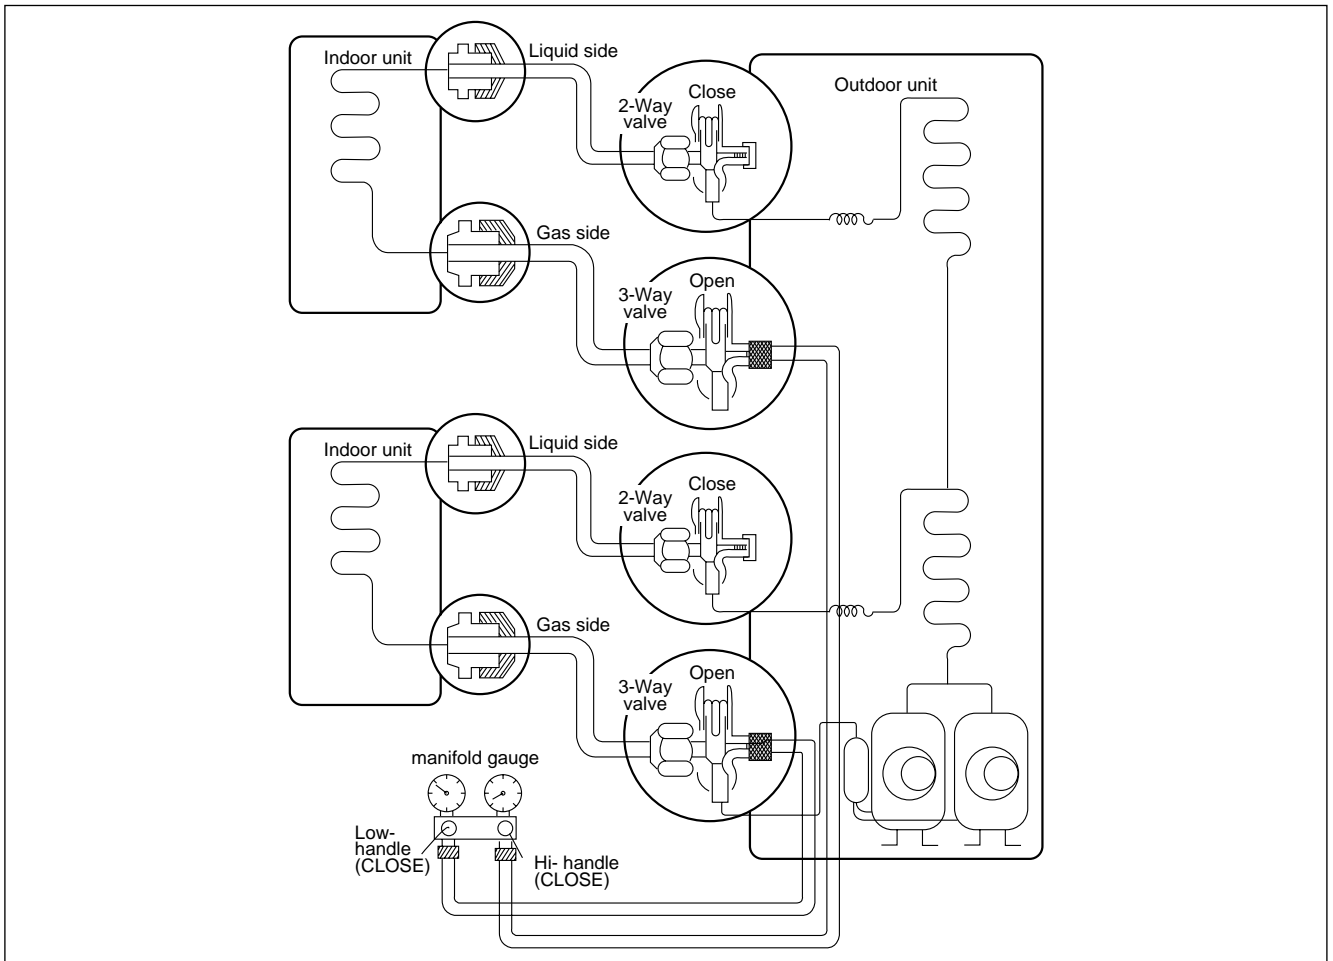 Indoor unit
Liquid side
2-Way
valve
Close
Outdoor unit
Gas side
3-Way
valve
Open
Indoor unit
Liquid side
2-Way
valve
Close
Gas side
3-Way
valve
Open
manifold gauge
Low-
handle
(CLOSE)
Hi- handle
(CLOSE)